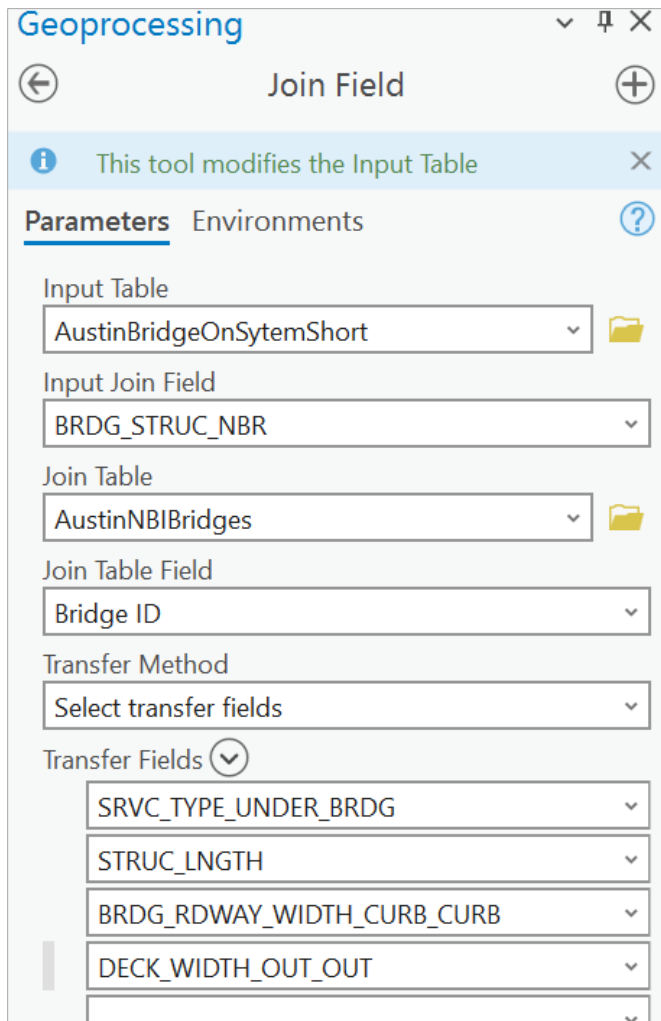 Geoprocessing
Join Field
This tool modifies the Input Table
Parameters Environments
Input Table
AustinBridgeOnSytemShort
Input Join Field
BRDG_STRUC_NBR
Join Table
AustinNBIBridges
Join Table Field
Bridge ID
Transfer Method
Select transfer fields
Transfer Fields
SRVC_TYPE_UNDER_BRDG
STRUC_LNGTH
BRDG_RDWAY_WIDTH_CURB_CURB
DECK_WIDTH_OUT_OUT